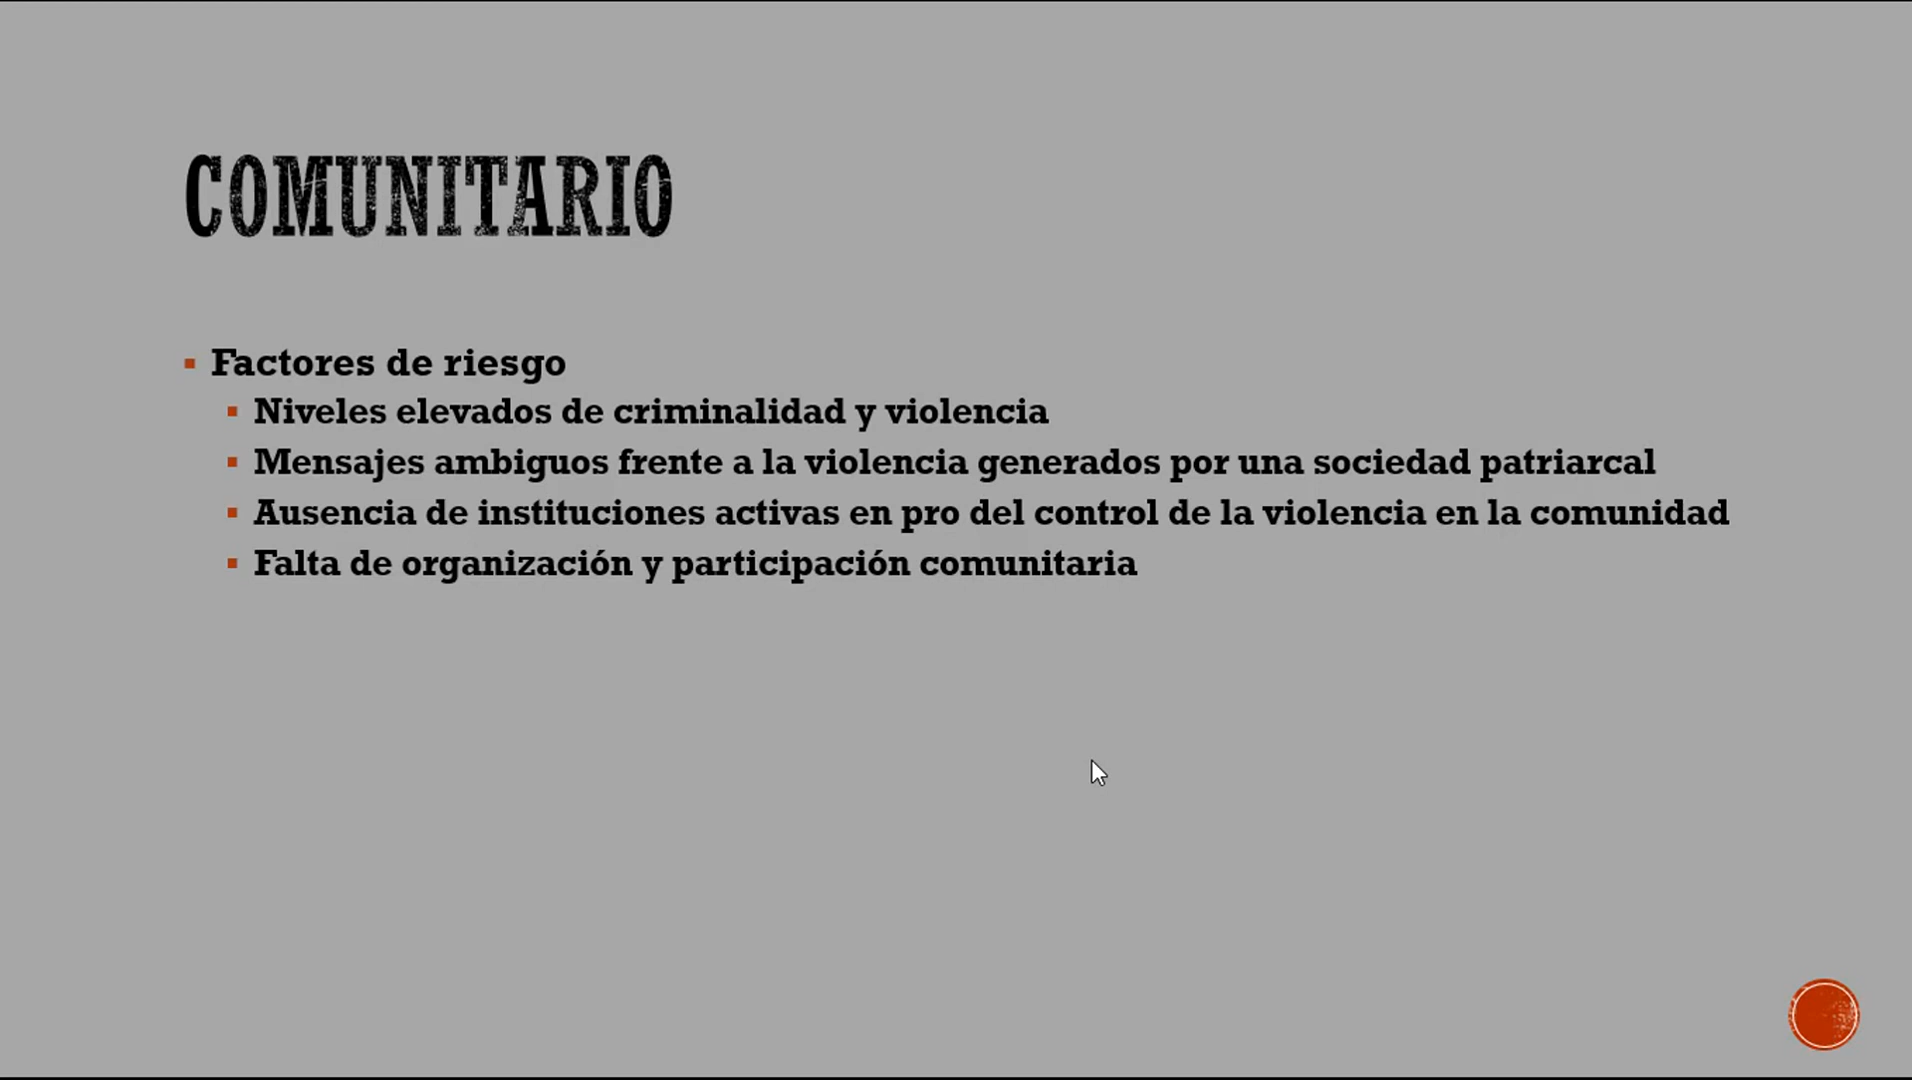 COMUNITARIO
Factores de riesgo
Niveles elevados de criminalidad y violencia
Mensajes ambiguos frente a la violencia generados por una sociedad patriarcal
Ausencia de instituciones activas en pro del control de la violencia en la comunidad
Falta de organización y participación comunitaria